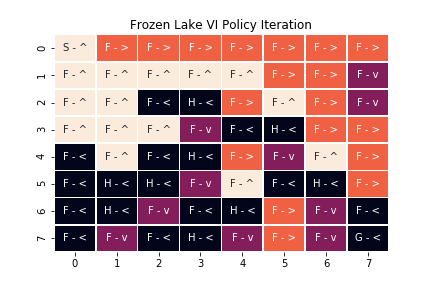 Frozen Lake VI Policy Iteration
0 S - ^ F - > F - > F - > F - > F - > F - > F - >
1 F - ^ F - ^ F - ^ F - ^ F - ^ F - > F - > F - v
2 F - ^ F - ^ F - < H - < F - > F - ^ F - > F - v
3 F - ^ F - ^ F - ^ F - v F - < H - < F - > F - >
4 F - < F - ^ F - < H - < F - > F - v F - ^ F - >
5 F - < H - < H - < F - v F - ^ F - < H - < F - >
6 F - < H - < F - v F - < H - < F - > F - v F - <
7 F - < F - v F - < H - < F - v F - > F - v G - <
0 1 2 3 4 5 6 7